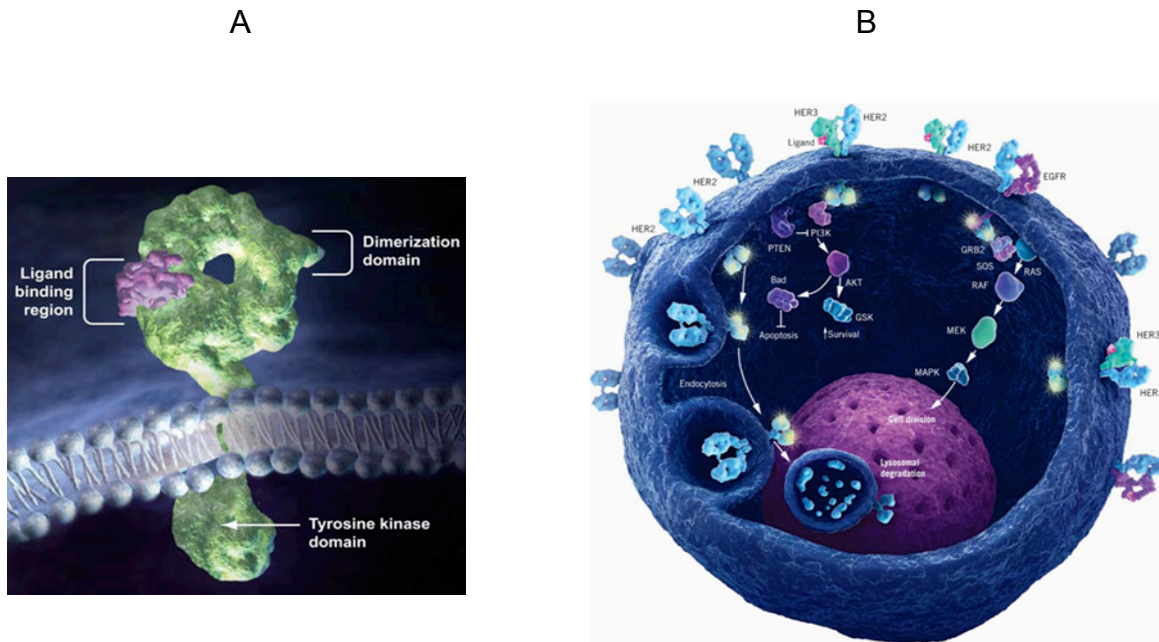 A
B
Ligand
binding
region
Dimerization
domain
Tyrosine kinase
domain
HER3
HER2
Ligand
HER2
HER2
EGFR
HER2
HER2
PTEN
PI3K
GRB2
SOS
RAS
RAF
Bad
AKT
GSK
Apoptosis
↑Survival
MEK
MAPK
HER3
Endocytosis
Cell division
Lysosomal
degradation